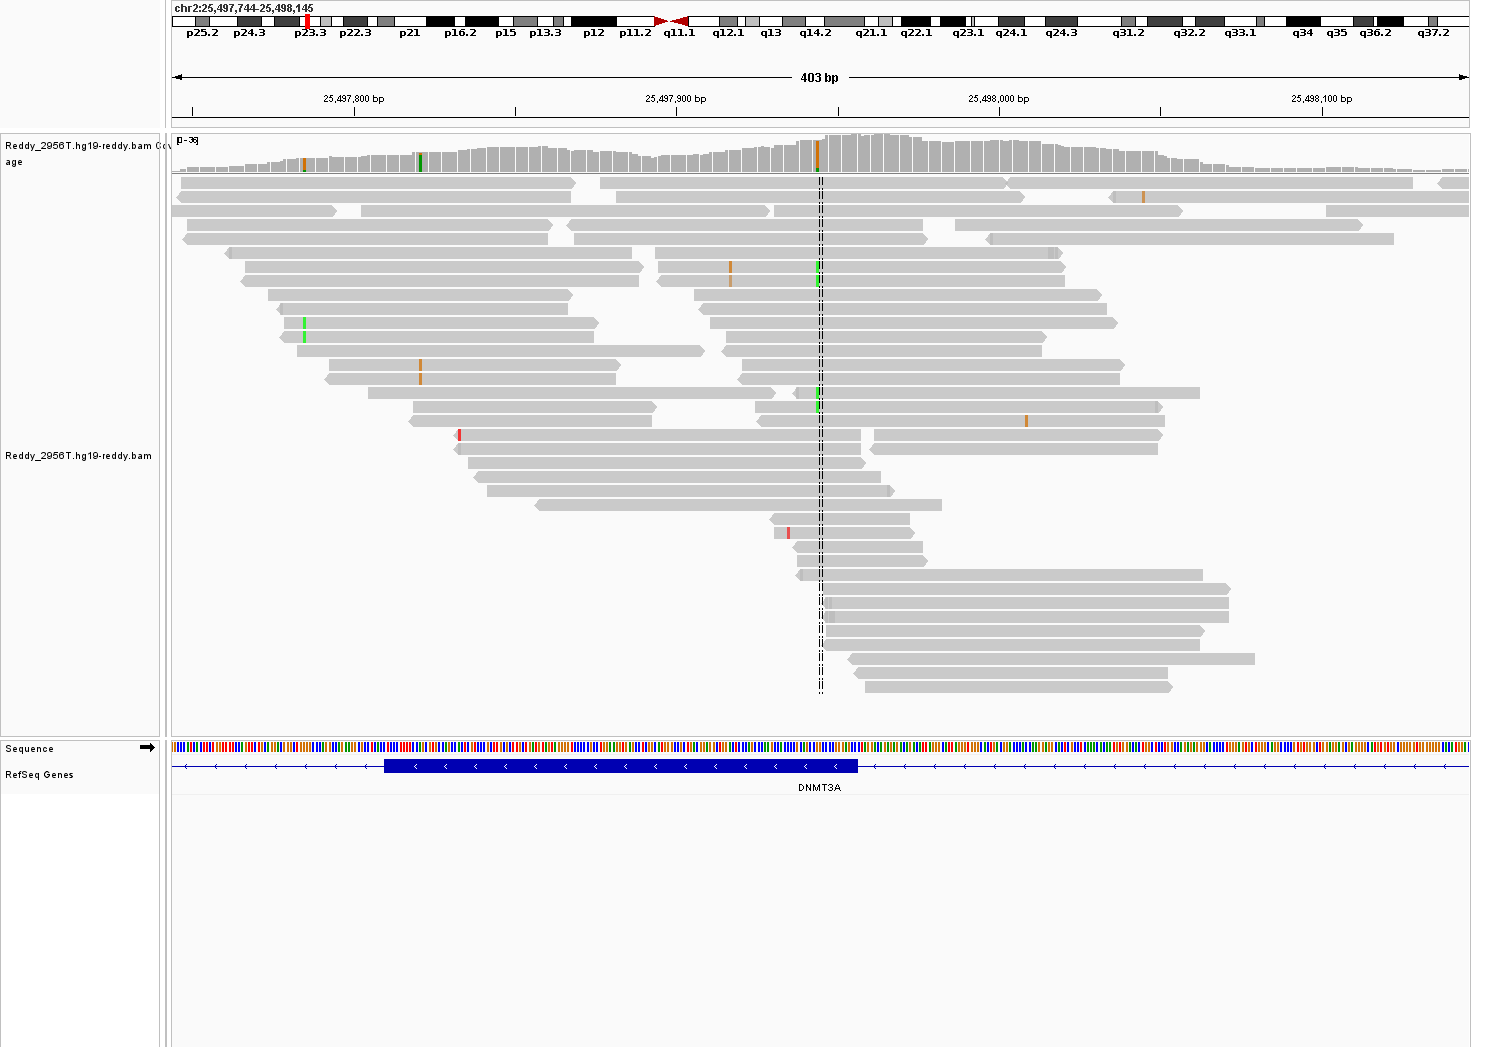 chr2:25,497,744-25,498,145
p25.2 p24.3 p23.3 p22.3 p21 p16.2 p15 p13.3 p12 p11.2 q11.1 q12.1 q13 q14.2 q21.1 q22.1 q23.1 q24.1 q24.3 q31.2 q32.2 q33.1 q34 q35 q36.2 q37.2
403 bp
25,497,800 bp 25,497,900 bp 25,498,000 bp 25,498,100 bp
Reddy_2956T.hg19-reddy.bam Cov
age
[0-36]
Reddy_2956T.hg19-reddy.bam
Sequence
RefSeq Genes
DNMT3A